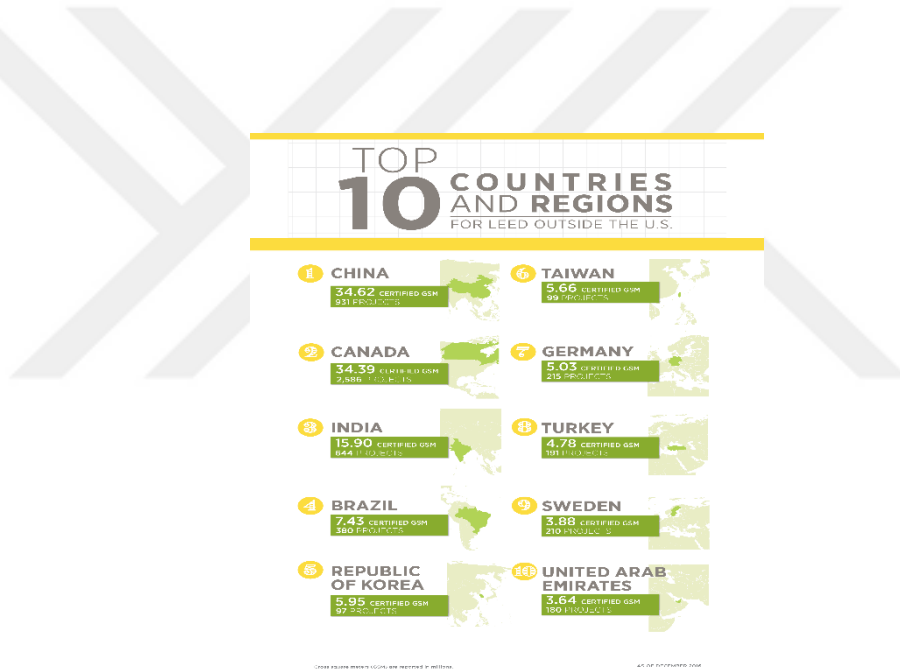 TOP
10 COUNTRIES
AND REGIONS
FOR LEED OUTSIDE THE U.S.
1 CHINA
34.62 CERTIFIED GSM
931 PROJECTS
2 CANADA
34.39 CERTIFIED GSM
2,586 PROJECTS
3 INDIA
15.90 CERTIFIED GSM
644 PROJECTS
4 BRAZIL
7.43 CERTIFIED GSM
380 PROJECTS
5 REPUBLIC
OF KOREA
5.95 CERTIFIED GSM
97 PROJECTS
6 TAIWAN
5.66 CERTIFIED GSM
99 PROJECTS
7 GERMANY
5.03 CERTIFIED GSM
215 PROJECTS
8 TURKEY
4.78 CERTIFIED GSM
191 PROJECTS
9 SWEDEN
3.88 CERTIFIED GSM
210 PROJECTS
10 UNITED ARAB
EMIRATES
3.64 CERTIFIED GSM
180 PROJECTS
Gross square meters (GSM) are reported in millions.
AS OF DECEMBER 2016